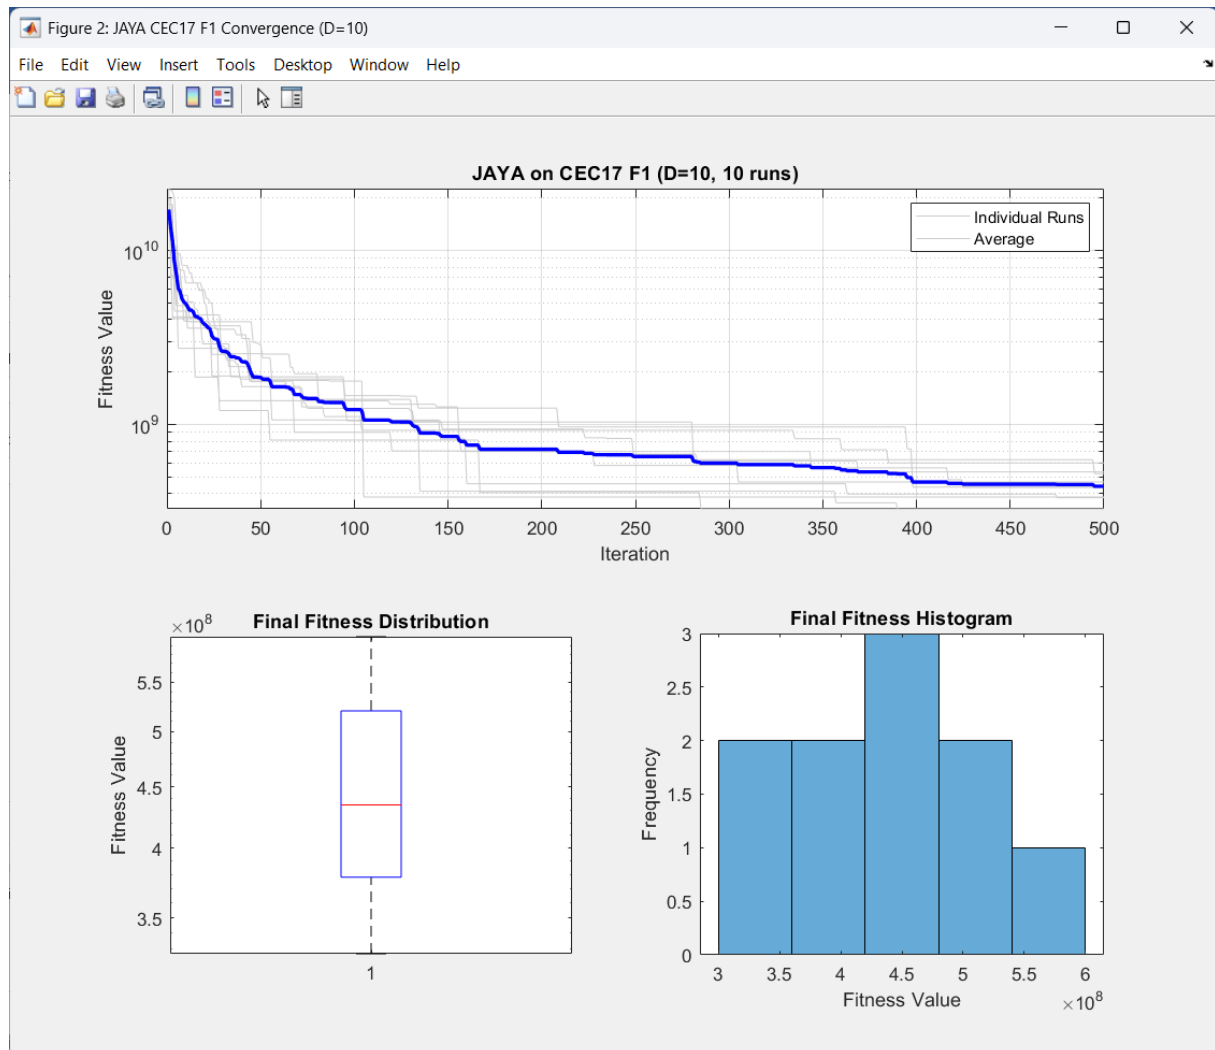 Figure 2: JAYA CEC17 F1 Convergence (D=10)
File Edit View Insert Tools Desktop Window Help
JAYA on CEC17 F1 (D=10, 10 runs)
Individual Runs
Average
10^10
10^9
Fitness Value
0 50 100 150 200 250 300 350 400 450 500
Iteration
×10^8
Final Fitness Distribution
5.5
5
4.5
4
3.5
Fitness Value
1
Final Fitness Histogram
3
2.5
2
1.5
1
0.5
0
Frequency
3 3.5 4 4.5 5 5.5 6
Fitness Value
×10^8